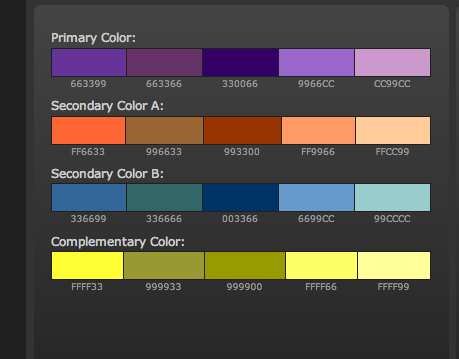 Primary Color:
663399 663366 330066 9966CC CC99CC
Secondary Color A:
FF6633 996633 993300 FF9966 FFCC99
Secondary Color B:
336699 336666 003366 6699CC 99CCCC
Complementary Color:
FFFF33 999933 999900 FFFF66 FFFF99